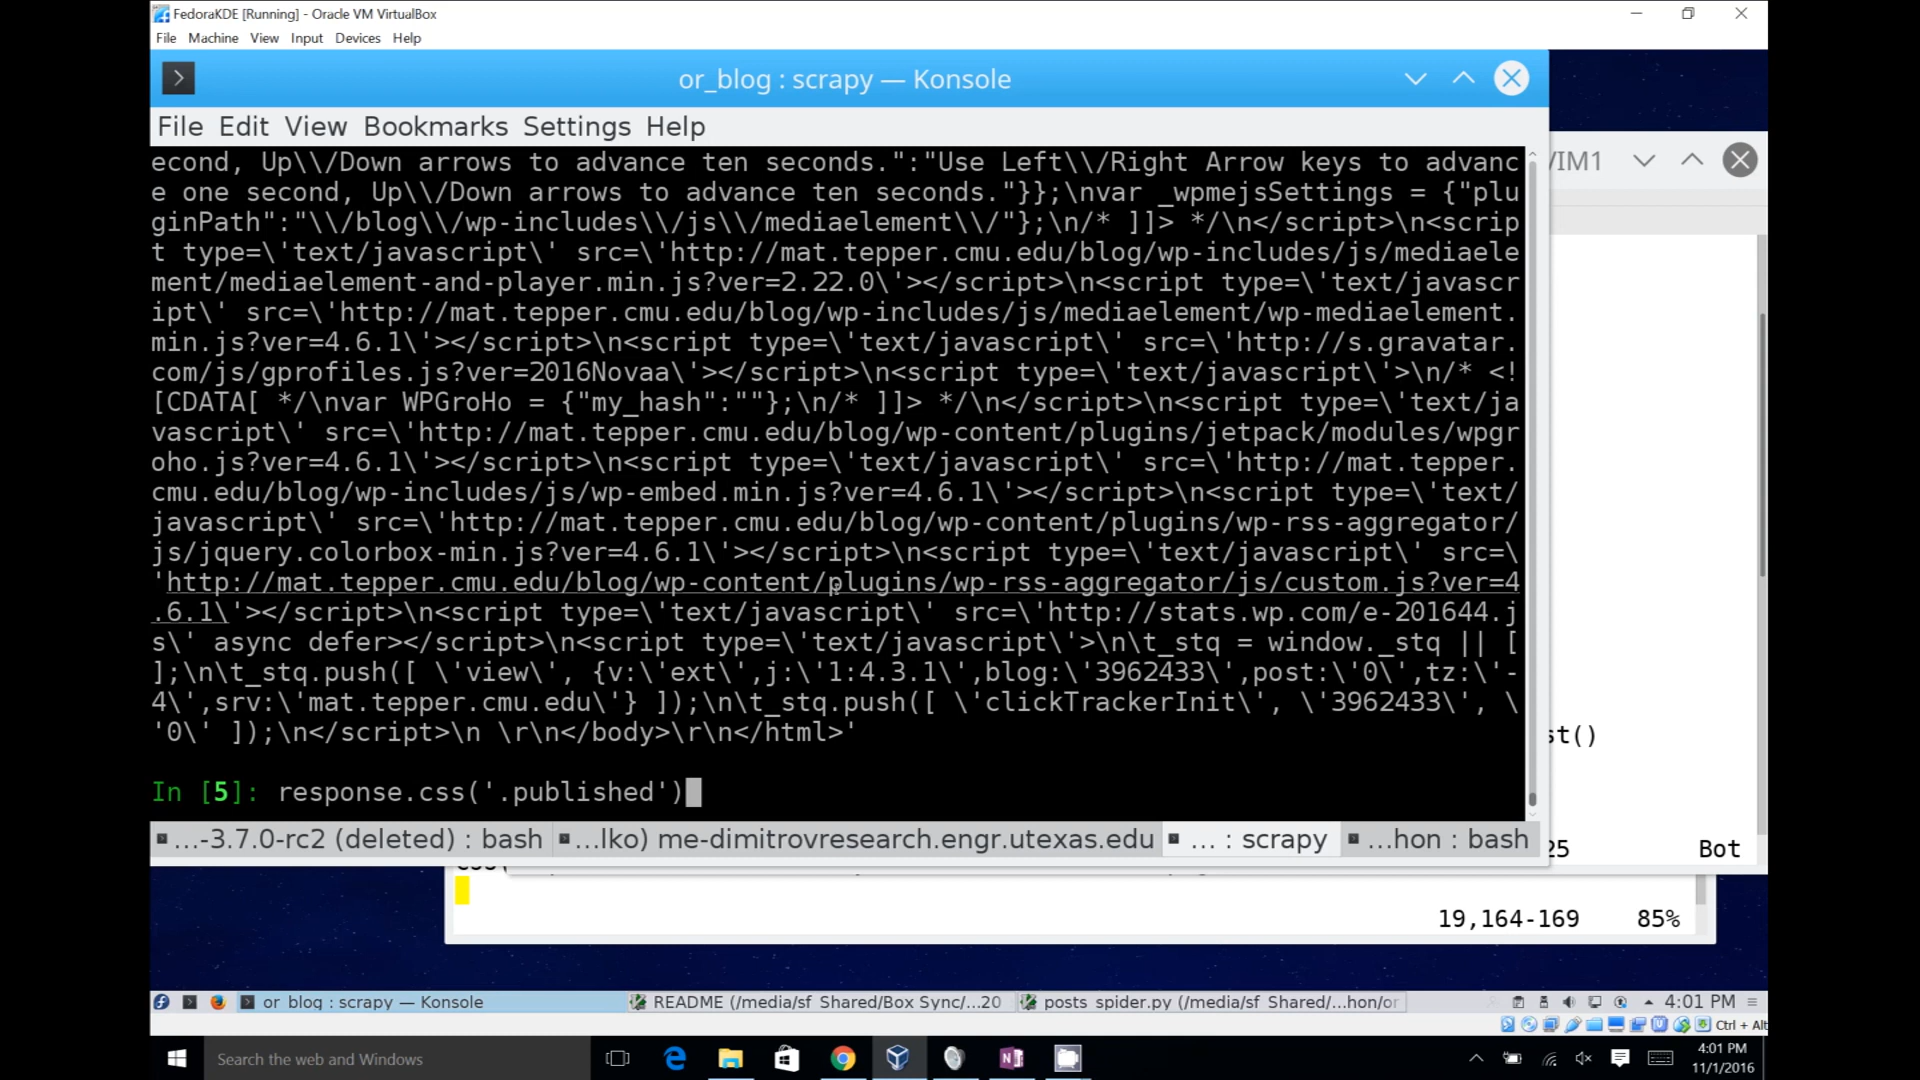 FedoraKDE [Running] - Oracle VM VirtualBox
File Machine View Input Devices Help
or_blog : scrapy — Konsole
File Edit View Bookmarks Settings Help
VIM1
econd, Up\\/Down arrows to advance ten seconds.":"Use Left\\/Right Arrow keys to advanc
e one second, Up\\/Down arrows to advance ten seconds."}};\nvar _wpmejsSettings = {"plu
ginPath":"\\/blog\\/wp-includes\\/js\\/mediaelement\\/"};\n/* ]]> */\n</script>\n<scrip
t type=\'text/javascript\' src=\'http://mat.tepper.cmu.edu/blog/wp-includes/js/mediaele
ment/mediaelement-and-player.min.js?ver=2.22.0\'></script>\n<script type=\'text/javascr
ipt\' src=\'http://mat.tepper.cmu.edu/blog/wp-includes/js/mediaelement/wp-mediaelement.
min.js?ver=4.6.1\'></script>\n<script type=\'text/javascript\' src=\'http://s.gravatar.
com/js/gprofiles.js?ver=2016Novaa\'></script>\n<script type=\'text/javascript\'>\n/* <!
[CDATA[ */\nvar WPGroHo = {"my_hash":""};\n/* ]]> */\n</script>\n<script type=\'text/ja
vascript\' src=\'http://mat.tepper.cmu.edu/blog/wp-content/plugins/jetpack/modules/wpgr
oho.js?ver=4.6.1\'></script>\n<script type=\'text/javascript\' src=\'http://mat.tepper.
cmu.edu/blog/wp-includes/js/wp-embed.min.js?ver=4.6.1\'></script>\n<script type=\'text/
javascript\' src=\'http://mat.tepper.cmu.edu/blog/wp-content/plugins/wp-rss-aggregator/
js/jquery.colorbox-min.js?ver=4.6.1\'></script>\n<script type=\'text/javascript\' src=\
'http://mat.tepper.cmu.edu/blog/wp-content/plugins/wp-rss-aggregator/js/custom.js?ver=4
.6.1\'></script>\n<script type=\'text/javascript\' src=\'http://stats.wp.com/e-201644.j
s\' async defer></script>\n<script type=\'text/javascript\'>\n\t_stq = window._stq || [
];\n\t_stq.push([ \'view\', {v:\'ext\',j:\'1:4.3.1\',blog:\'3962433\',post:\'0\',tz:\'-
4\',srv:\'mat.tepper.cmu.edu\'} ]);\n\t_stq.push([ \'clickTrackerInit\', \'3962433\', \
'0\' ]);\n</script>\n \r\n</body>\r\n</html>'
st()
In [5]: response.css('.published')
...-3.7.0-rc2 (deleted) : bash ...lko) me-dimitrovresearch.engr.utexas.edu ... : scrapy ...hon : bash
25 Bot
19,164-169 85%
or_blog : scrapy — Konsole README (/media/sf_Shared/Box Sync/...20 posts_spider.py (/media/sf_Shared/...hon/or 4:01 PM
Ctrl + Alt
Search the web and Windows
4:01 PM
11/1/2016